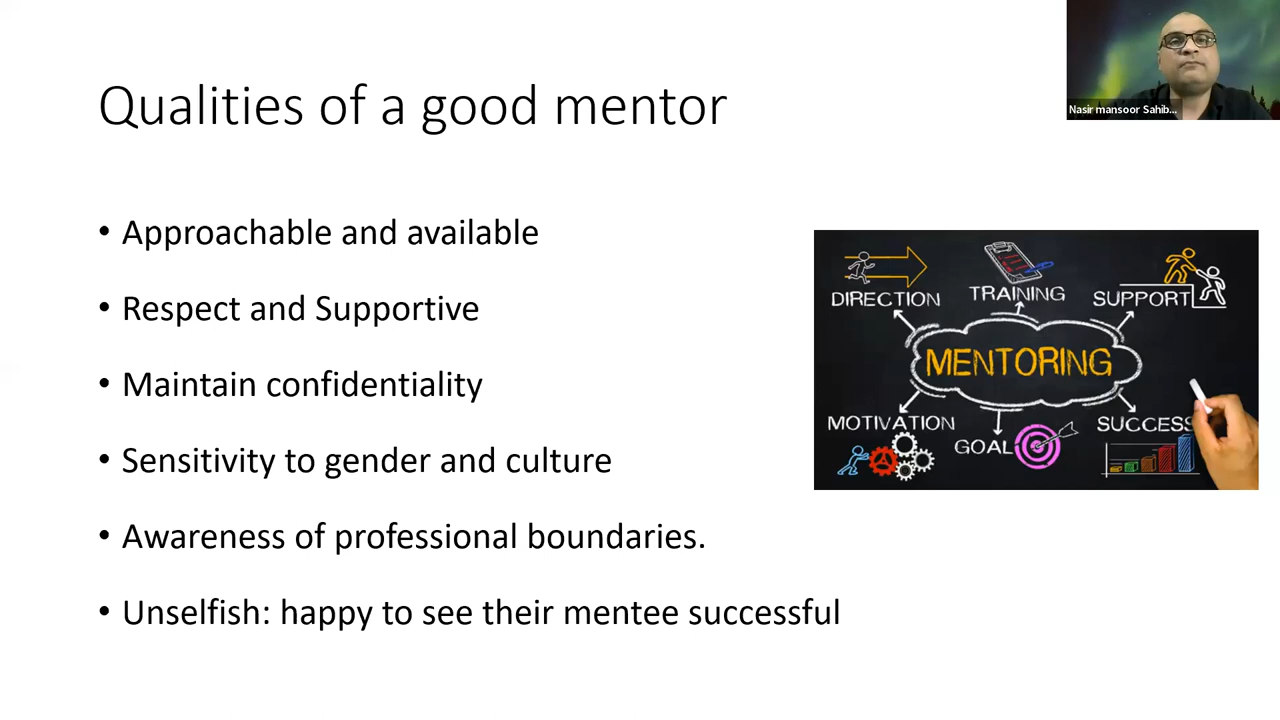 Qualities of a good mentor
Nasir mansoor Sahib...
• Approachable and available
• Respect and Supportive
• Maintain confidentiality
• Sensitivity to gender and culture
• Awareness of professional boundaries.
• Unselfish: happy to see their mentee successful
DIRECTION
TRAINING
SUPPORT
MENTORING
MOTIVATION
GOAL
SUCCESS